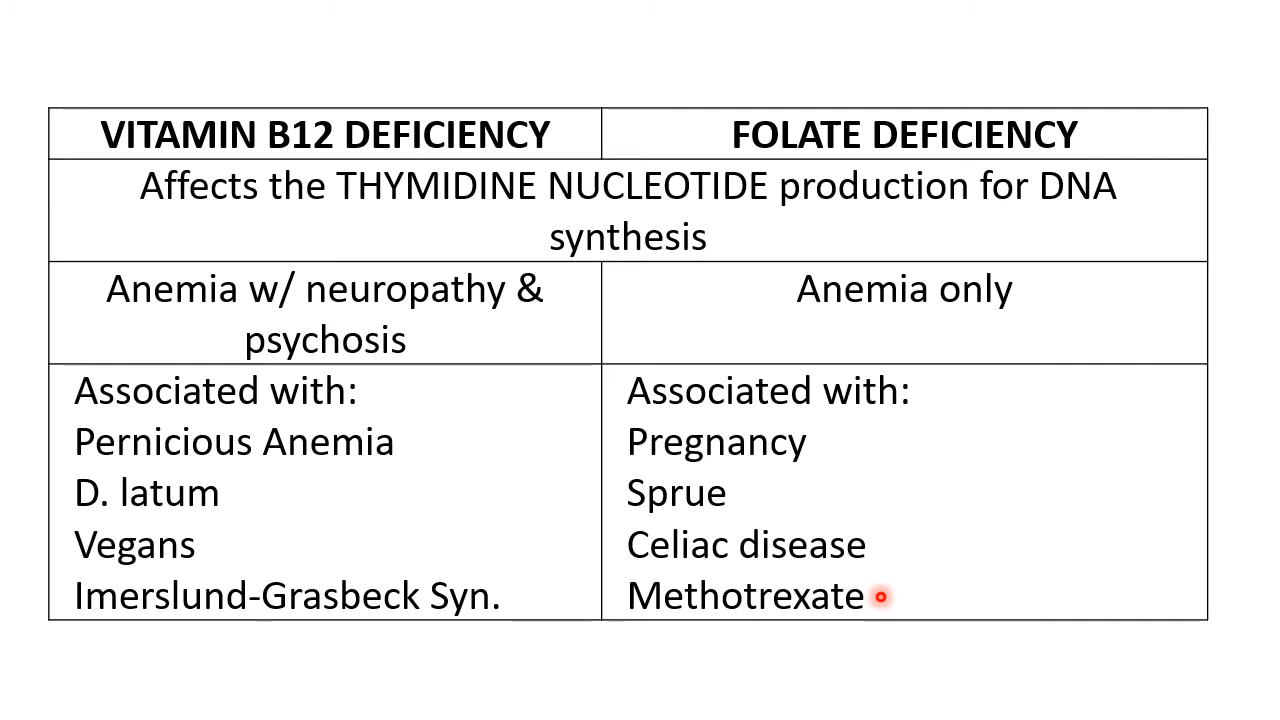 VITAMIN B12 DEFICIENCY
FOLATE DEFICIENCY
Affects the THYMIDINE NUCLEOTIDE production for DNA
synthesis
Anemia w/ neuropathy &
psychosis
Anemia only
Associated with:
Pernicious Anemia
D. latum
Vegans
Imerslund-Grasbeck Syn.
Associated with:
Pregnancy
Sprue
Celiac disease
Methotrexate